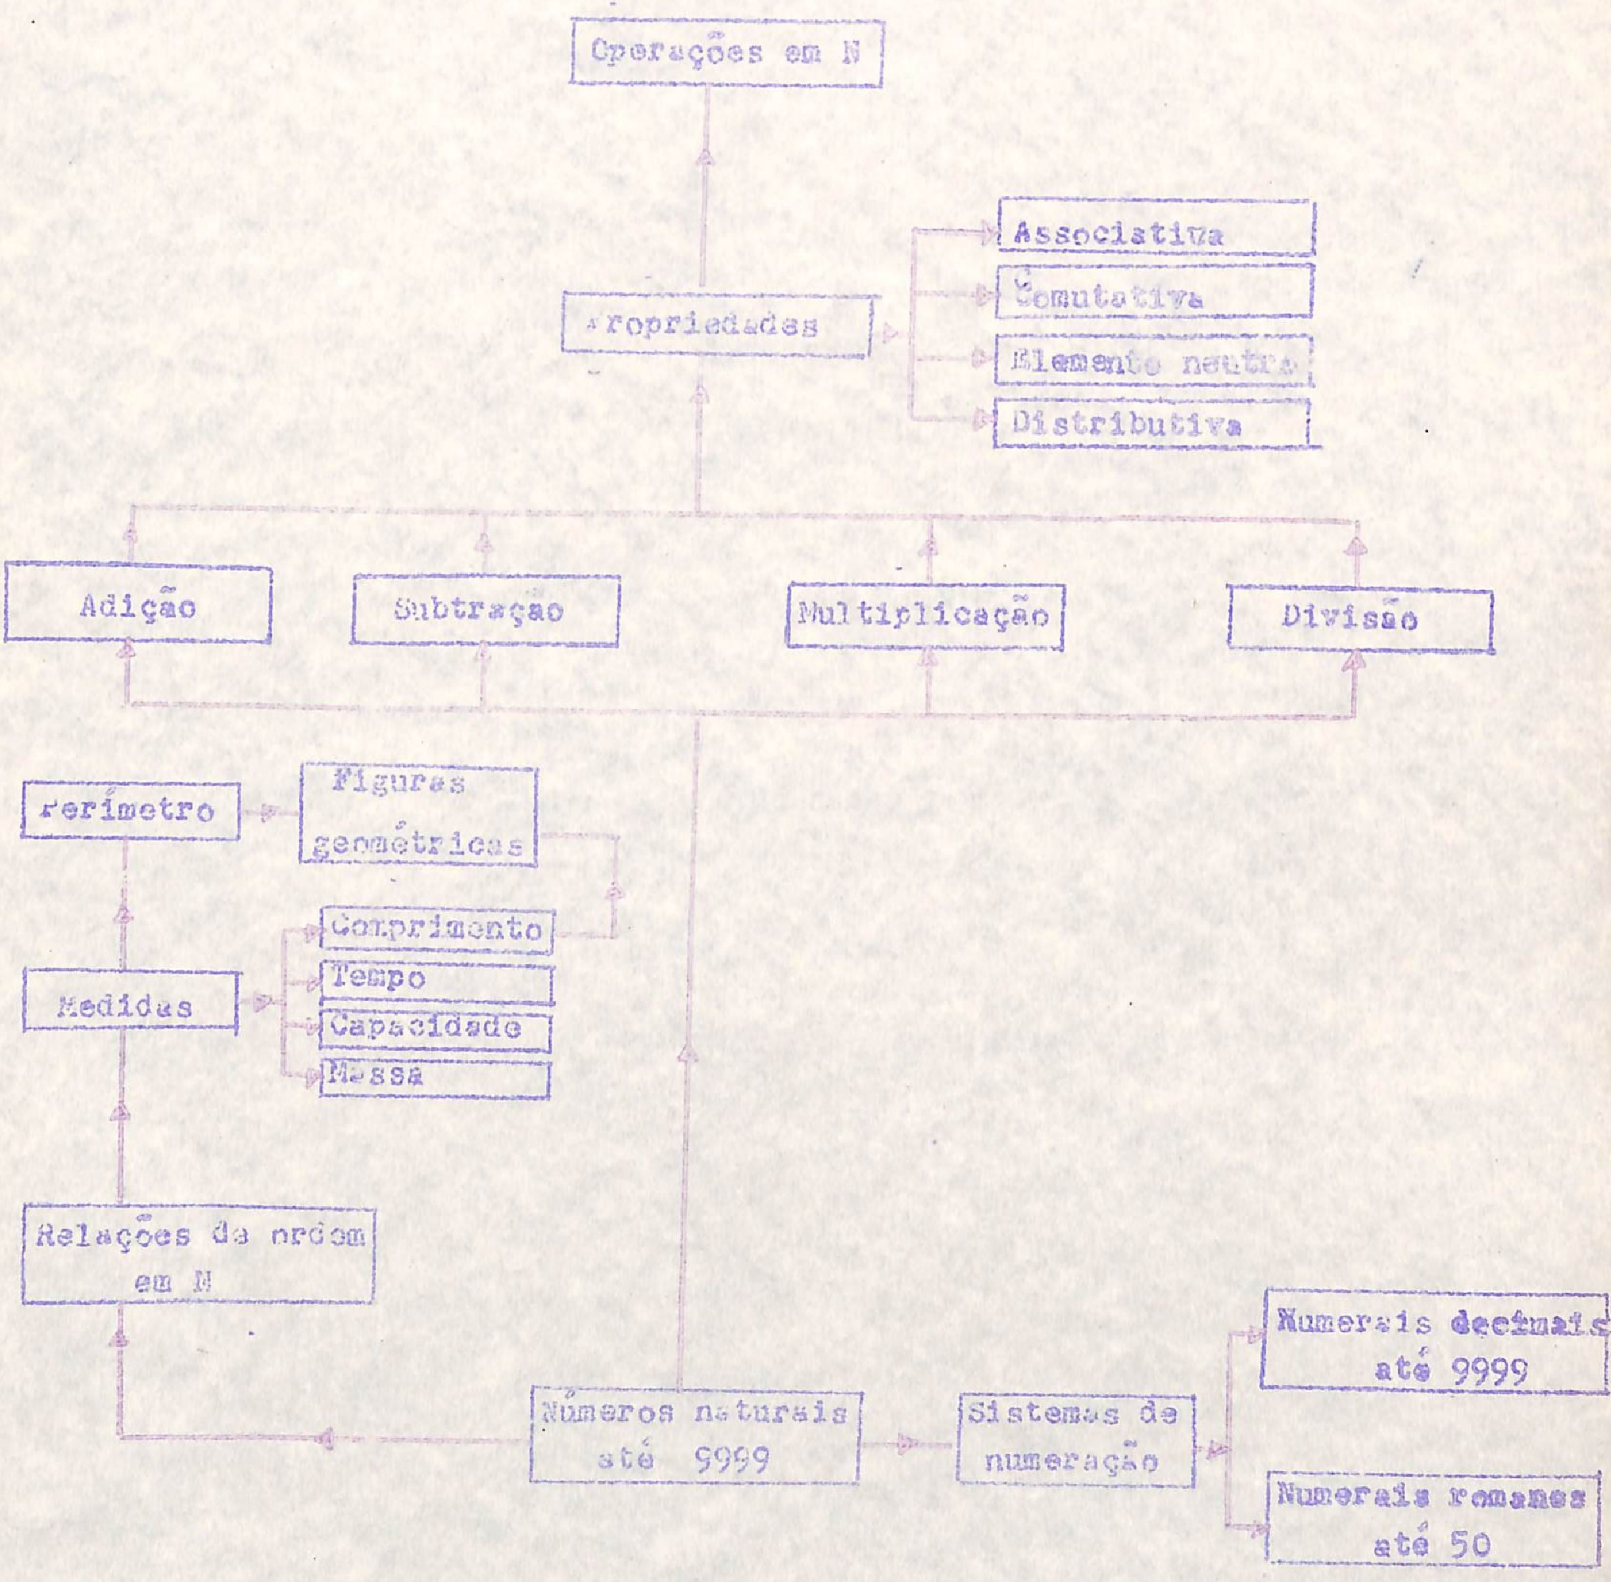 Operações em N
Associativa
Comutativa
Propriedades
Elemento neutro
Distributiva
Adição
Subtração
Multiplicação
Divisão
Perímetro
Figuras
geométricas
Comprimento
Tempo
Medidas
Capacidade
Massa
Relações de ordem
em N
Numerais decimais
até 9999
Números naturais
até 9999
Sistemas de
numeração
Numerais romanos
até 50